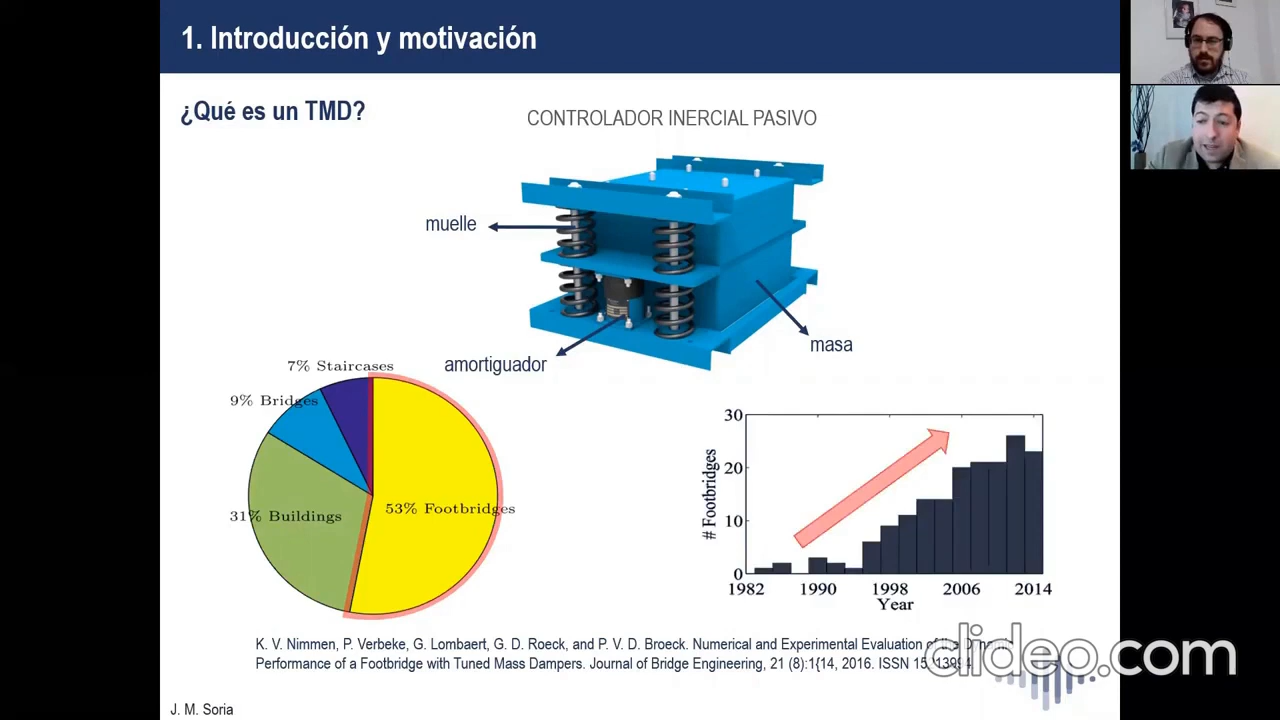 1. Introducción y motivación
¿Qué es un TMD?
CONTROLADOR INERCIAL PASIVO
muelle
amortiguador
masa
7% Staircases
9% Bridges
31% Buildings
53% Footbridges
# Footbridges
30
20
10
0
1982 1990 1998 2006 2014
Year
K. V. Nimmen, P. Verbeke, G. Lombaert, G. D. Roeck, and P. V. D. Broeck. Numerical and Experimental Evaluation of the Dynamic
Performance of a Footbridge with Tuned Mass Dampers. Journal of Bridge Engineering, 21 (8):1{14, 2016. ISSN
clideo.com
J. M. Soria